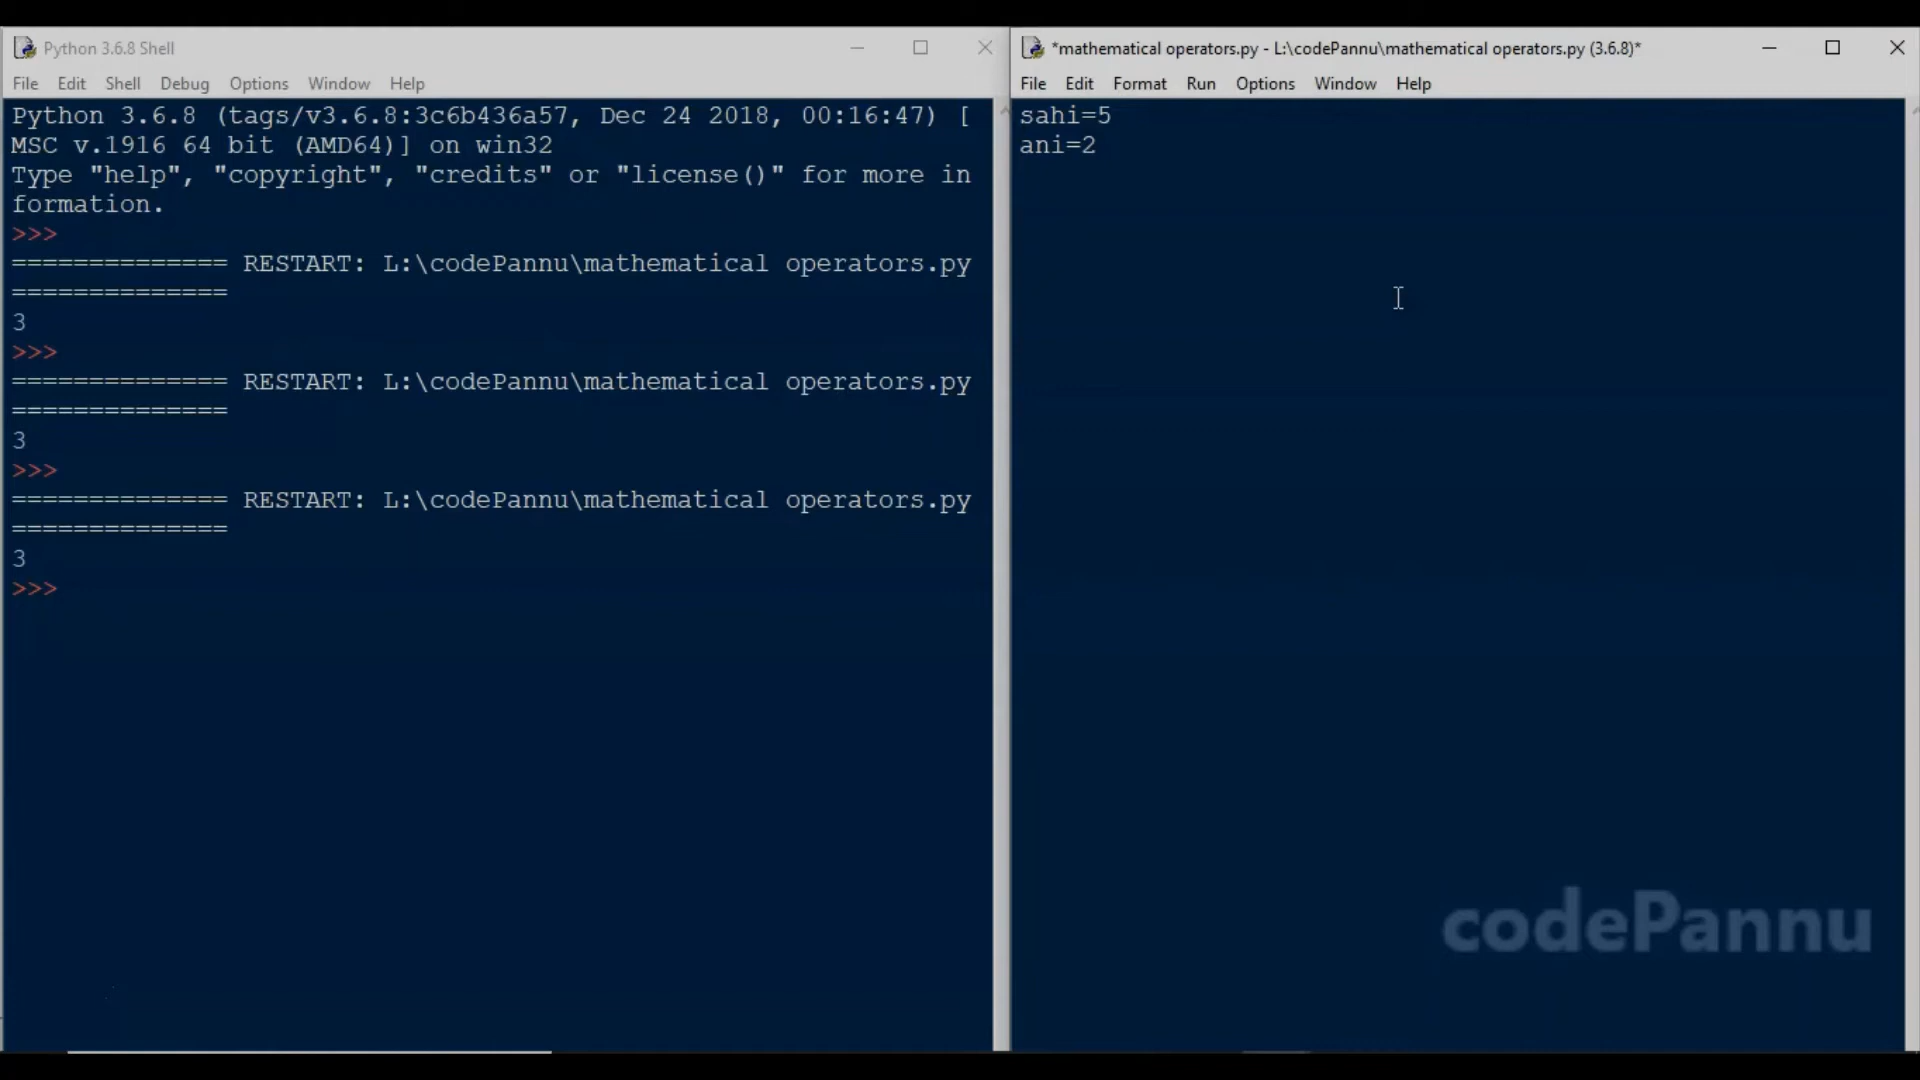 Python 3.6.8 Shell
File Edit Shell Debug Options Window Help
Python 3.6.8 (tags/v3.6.8:3c6b436a57, Dec 24 2018, 00:16:47) [
MSC v.1916 64 bit (AMD64)] on win32
Type "help", "copyright", "credits" or "license()" for more in
formation.
>>>
============== RESTART: L:\codePannu\mathematical operators.py
==============
3
>>>
============== RESTART: L:\codePannu\mathematical operators.py
==============
3
>>>
============== RESTART: L:\codePannu\mathematical operators.py
==============
3
>>>
*mathematical operators.py - L:\codePannu\mathematical operators.py (3.6.8)*
File Edit Format Run Options Window Help
sahi=5
ani=2
codePannu